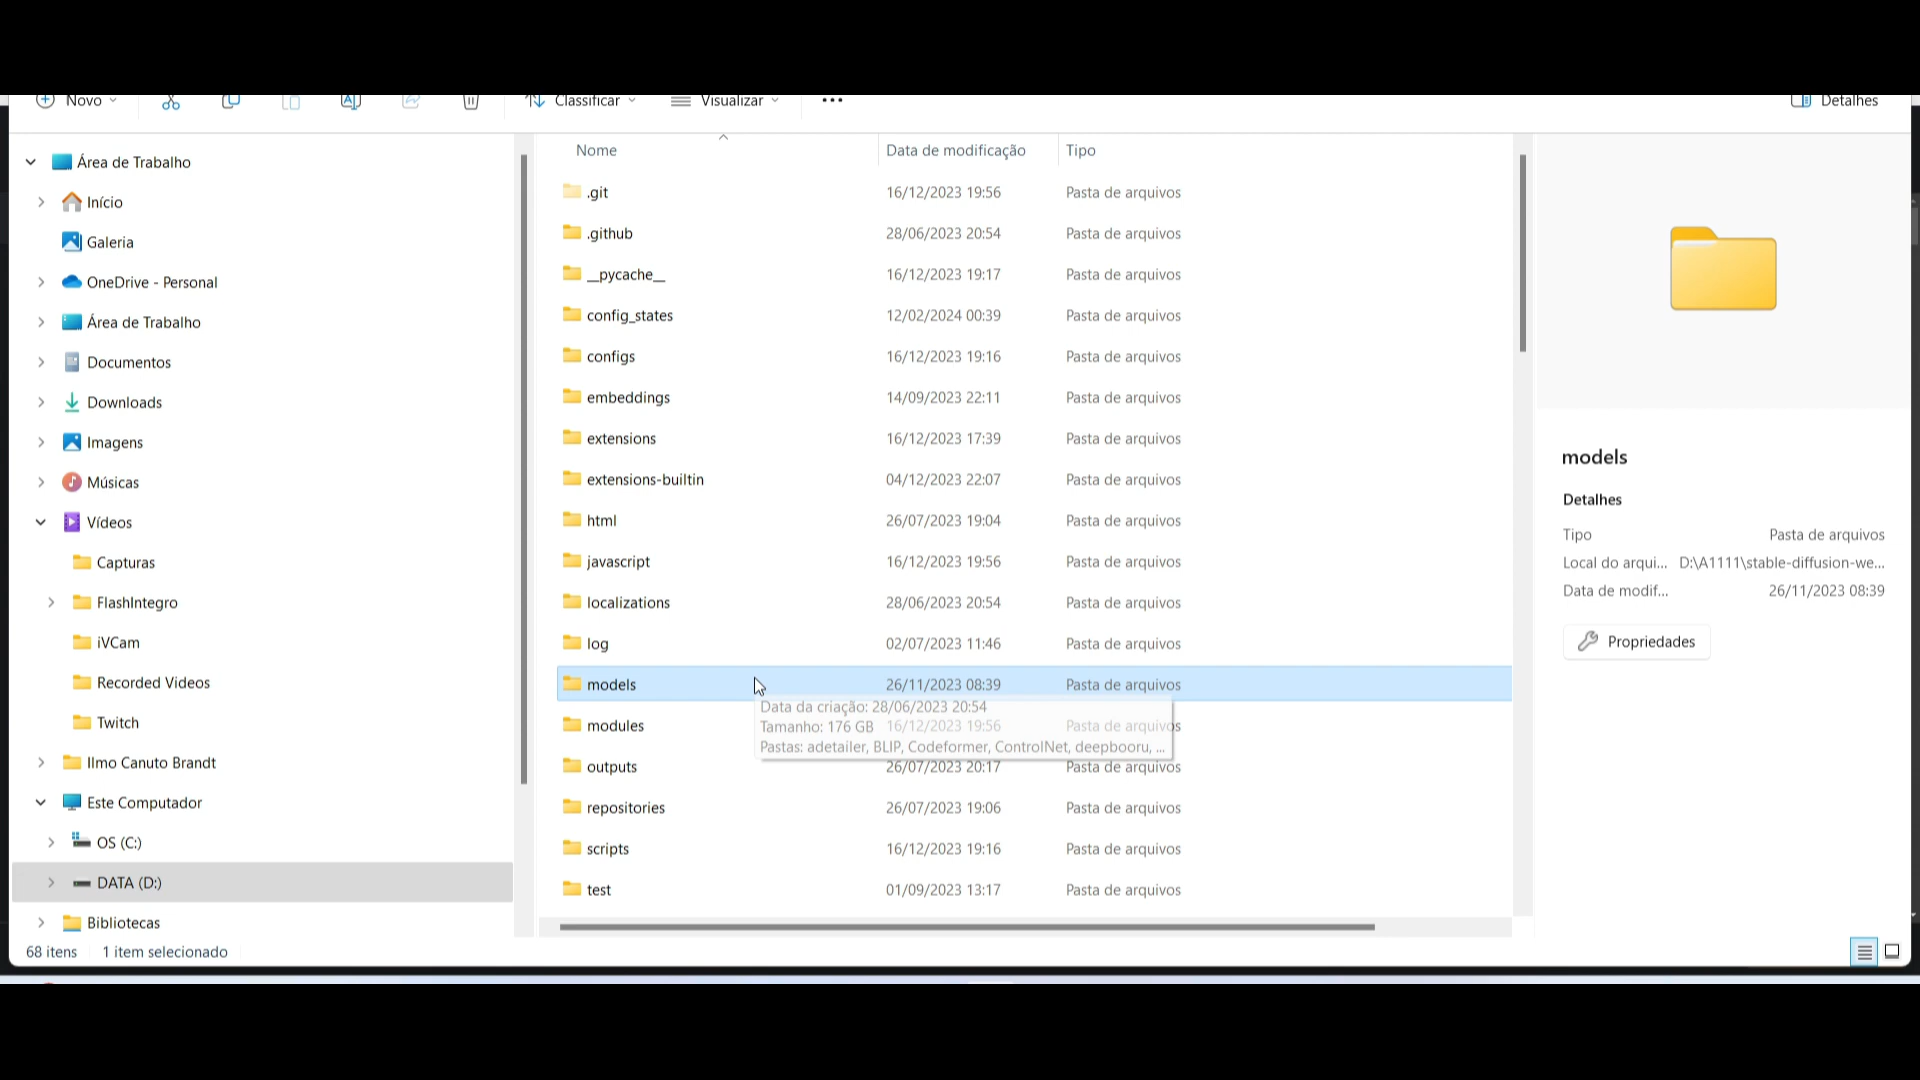 Novo
Classificar
Visualizar
Detalhes
Área de Trabalho
Início
Galeria
OneDrive - Personal
Área de Trabalho
Documentos
Downloads
Imagens
Músicas
Vídeos
Capturas
FlashIntegro
iVCam
Recorded Videos
Twitch
Ilmo Canuto Brandt
Este Computador
OS (C:)
DATA (D:)
Bibliotecas
Nome Data de modificação Tipo
.git 16/12/2023 19:56 Pasta de arquivos
.github 28/06/2023 20:54 Pasta de arquivos
__pycache__ 16/12/2023 19:17 Pasta de arquivos
config_states 12/02/2024 00:39 Pasta de arquivos
configs 16/12/2023 19:16 Pasta de arquivos
embeddings 14/09/2023 22:11 Pasta de arquivos
extensions 16/12/2023 17:39 Pasta de arquivos
extensions-builtin 04/12/2023 22:07 Pasta de arquivos
html 26/07/2023 19:04 Pasta de arquivos
javascript 16/12/2023 19:56 Pasta de arquivos
localizations 28/06/2023 20:54 Pasta de arquivos
log 02/07/2023 11:46 Pasta de arquivos
models 26/11/2023 08:39 Pasta de arquivos
Data da criação: 28/06/2023 20:54
modules 16/12/2023 19:56 Pasta de arquivos
Tamanho: 176 GB
Pastas: adetailer, BLIP, Codeformer, ControlNet, deepbooru, ...
outputs 26/07/2023 20:17 Pasta de arquivos
repositories 26/07/2023 19:06 Pasta de arquivos
scripts 16/12/2023 19:16 Pasta de arquivos
test 01/09/2023 13:17 Pasta de arquivos
models
Detalhes
Tipo Pasta de arquivos
Local do arqui... D:\A1111\stable-diffusion-we...
Data de modif... 26/11/2023 08:39
Propriedades
68 itens 1 item selecionado